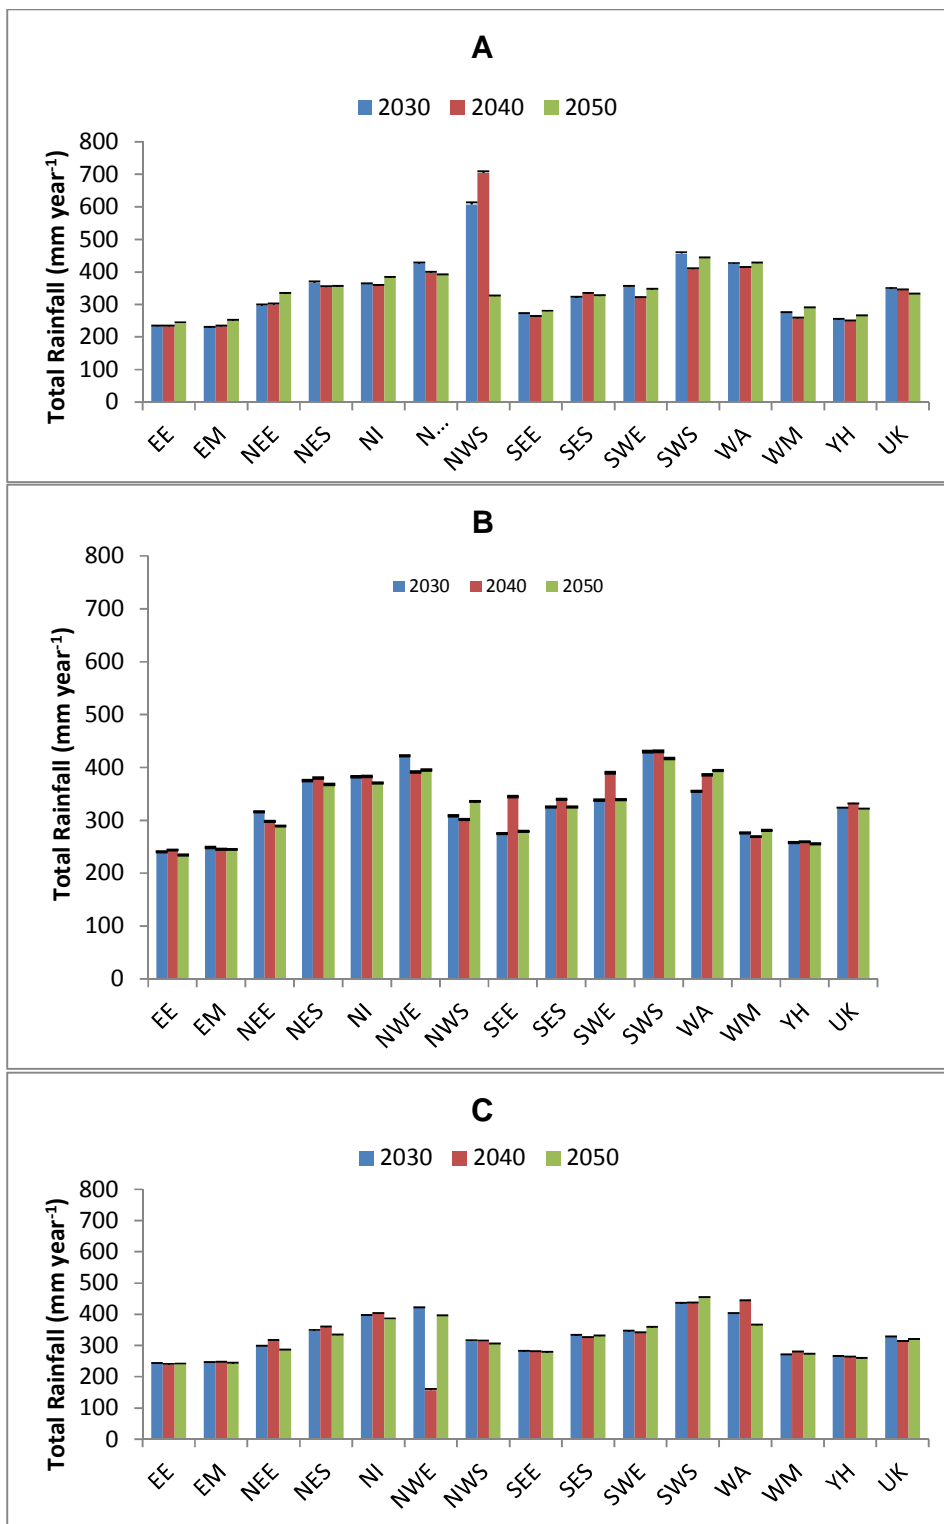 A
2030 2040 2050
Total Rainfall (mm year-1)
800
700
600
500
400
300
200
100
0
EE EM NEE NES NI N... NWS SEE SES SWE SWS WA WM YH UK
B
2030 2040 2050
Total Rainfall (mm year-1)
800
700
600
500
400
300
200
100
0
EE EM NEE NES NI NWE NWS SEE SES SWE SWS WA WM YH UK
C
2030 2040 2050
Total Rainfall (mm year-1)
800
700
600
500
400
300
200
100
0
EE EM NEE NES NI NWE NWS SEE SES SWE SWS WA WM YH UK